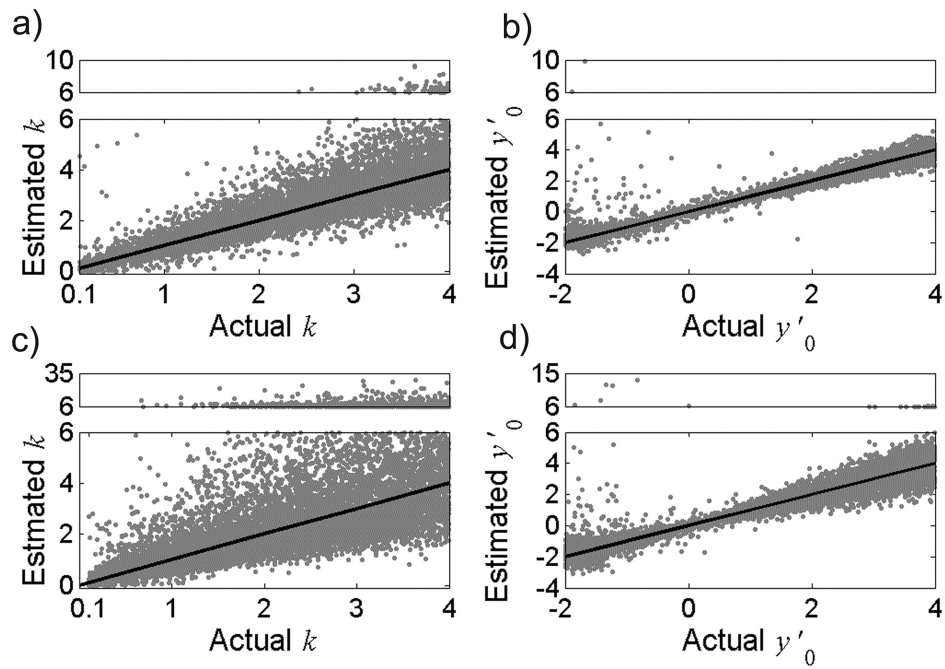 a)
10
6
6
4
2
0
Estimated k
0.1 1 2 3 4
Actual k
b)
10
6
6
4
2
0
-2
-4
Estimated y′0
-2 0 2 4
Actual y′0
c)
35
6
6
4
2
0
Estmated k
0.1 1 2 3 4
Actual k
d)
15
6
6
4
2
0
-2
-4
Estimated y′0
-2 0 2 4
Actual y′0